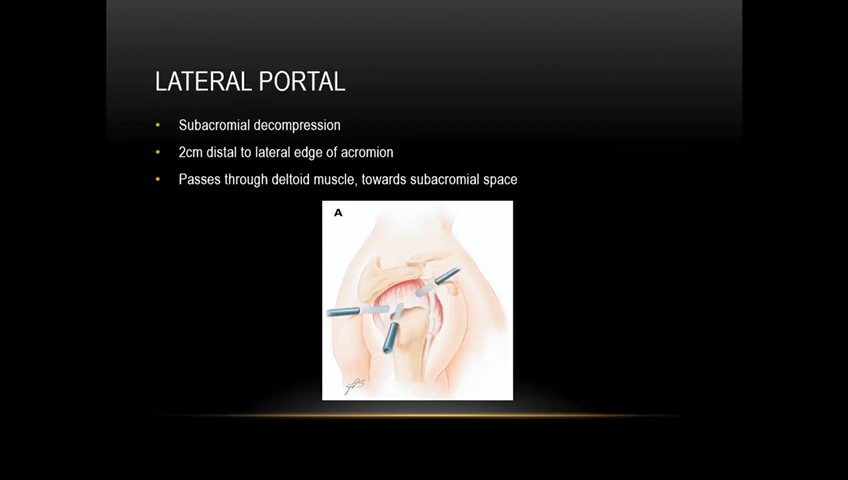 LATERAL PORTAL
• Subacromial decompression
• 2cm distal to lateral edge of acromion
• Passes through deltoid muscle, towards subacromial space
A